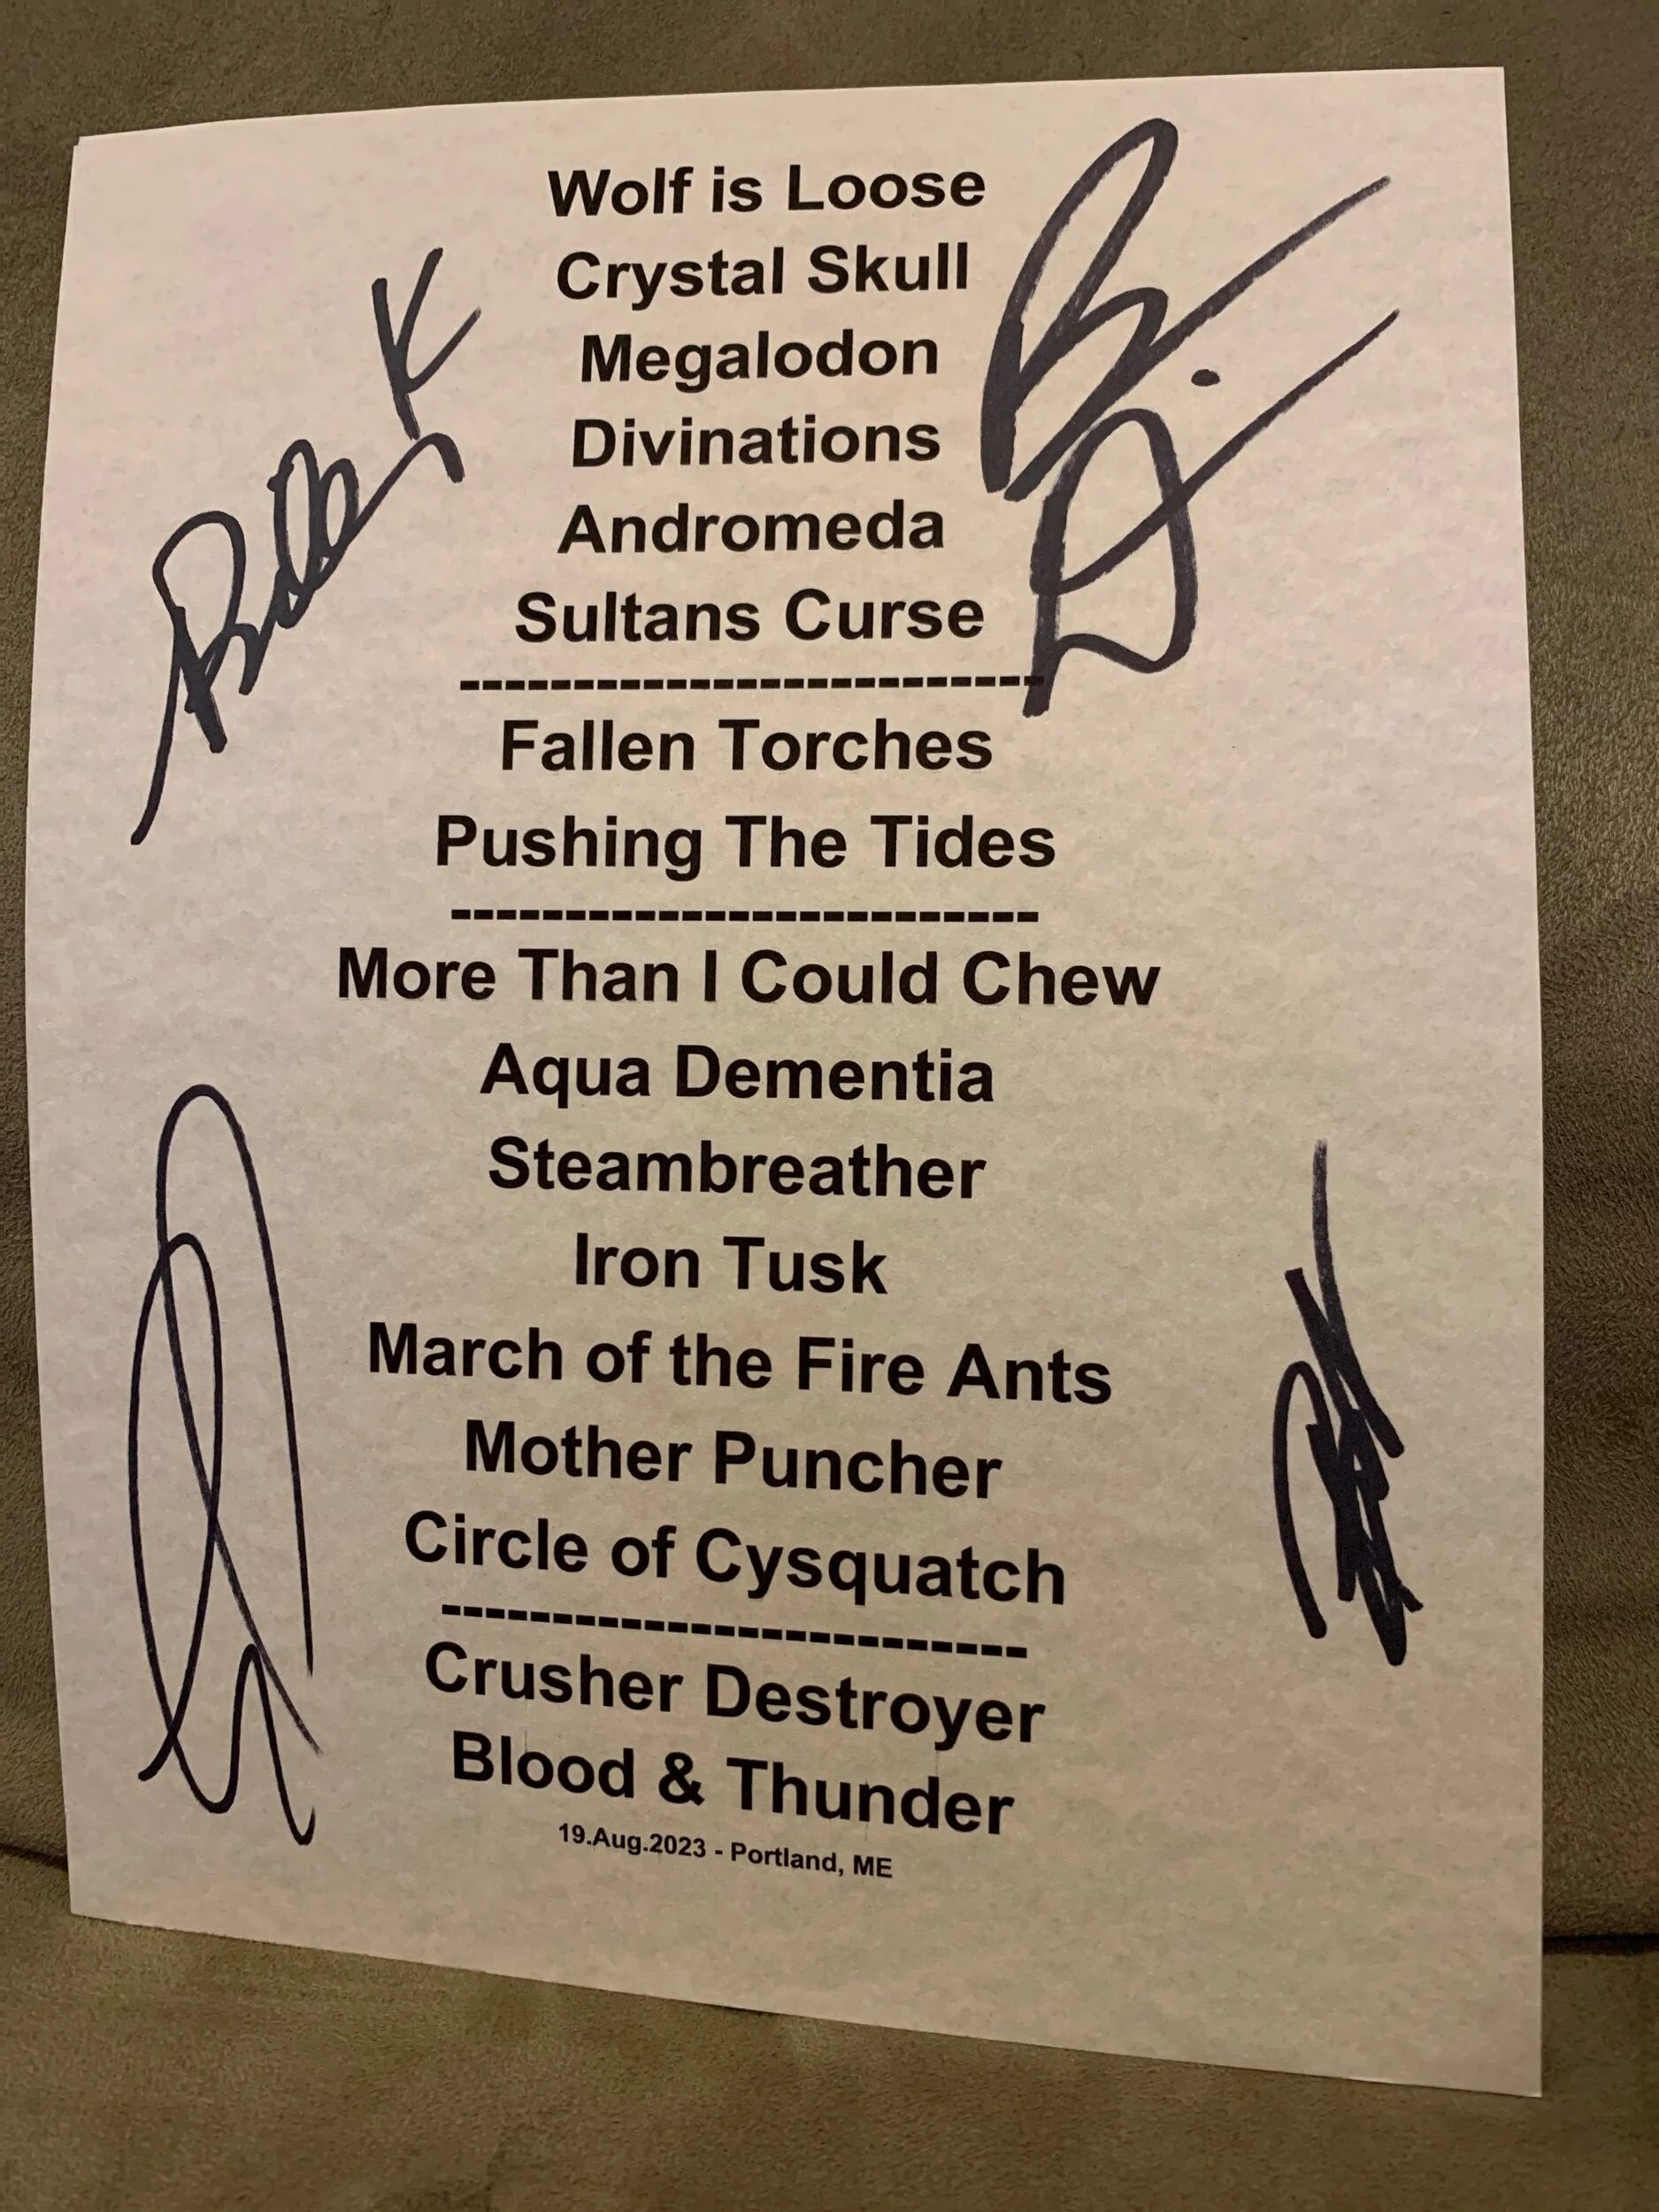 Wolf is Loose
Crystal Skull
Megalodon
Divinations
Andromeda
Sultans Curse
-------------------------
Fallen Torches
Pushing The Tides
-------------------------
More Than I Could Chew
Aqua Dementia
Steambreather
Iron Tusk
March of the Fire Ants
Mother Puncher
Circle of Cysquatch
-------------------------
Crusher Destroyer
Blood & Thunder
19.Aug.2023 - Portland, ME